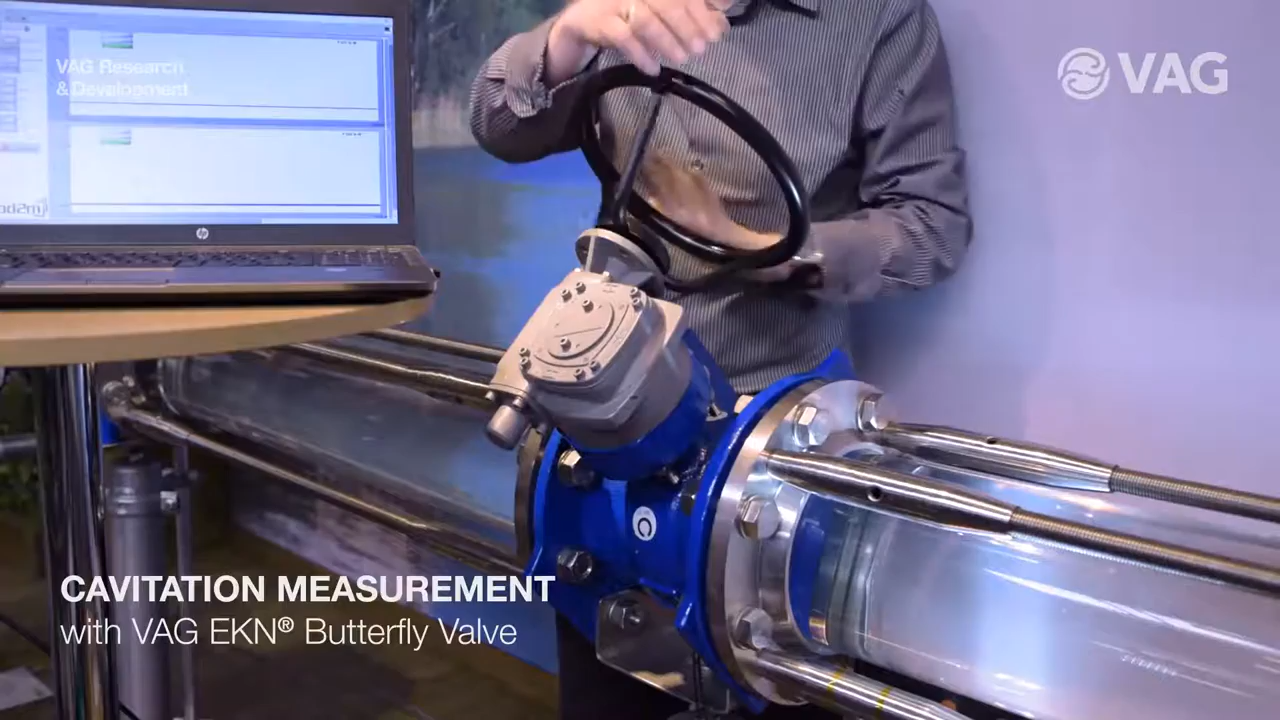 VAG Research
& Development
VAG
hp
C
CAVITATION MEASUREMENT
with VAG EKN® Butterfly Valve